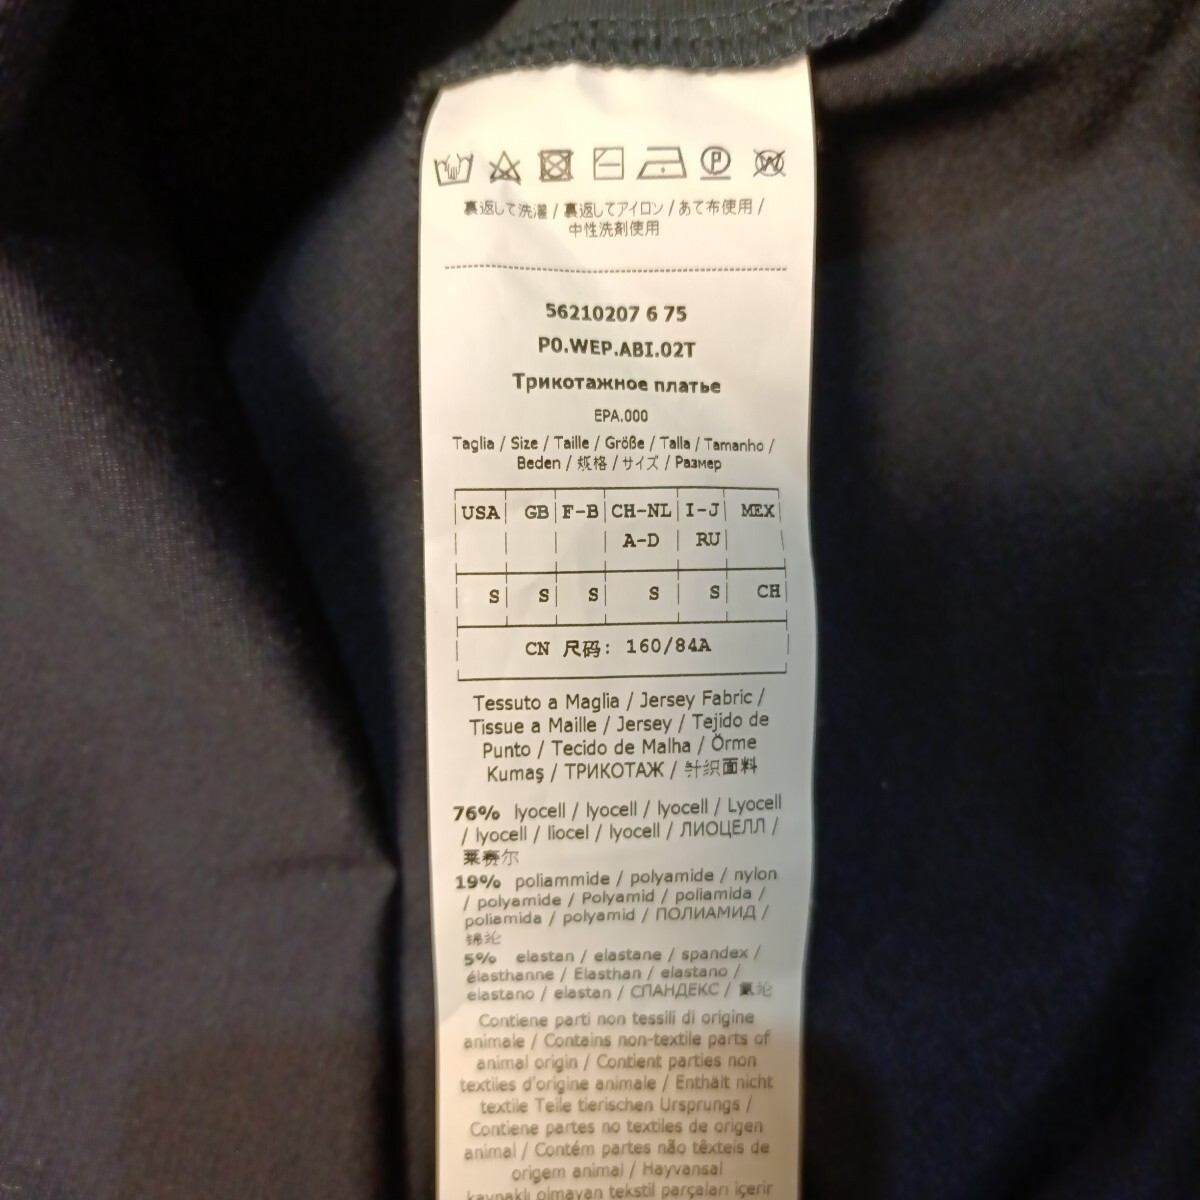 裏返して洗濯 / 裏返してアイロン / あて布使用 /
中性洗剤使用
56210207 6 75
P0.WEP.ABI.02T
Трикотажное платье
EPA.000
Taglia / Size / Taille / Größe / Talla / Tamanho /
Beden / 规格 / サイズ / Размер
USA GB F-B CH-NL I-J MEX
A-D RU
S S S S S CH
CN 尺码: 160/84A
Tessuto a Maglia / Jersey Fabric /
Tissue a Maille / Jersey / Tejido de
Punto / Tecido de Malha / Örme
Kumaş / ТРИКОТАЖ / 针织面料
76% lyocell / lyocell / lyocell / Lyocell
/ lyocell / liocel / lyocell / ЛИОЦЕЛЛ /
莱赛尔
19% poliammide / polyamide / nylon
/ polyamide / Polyamid / poliamida /
poliamida / polyamid / ПОЛИАМИД /
锦纶
5% elastan / elastane / spandex /
élasthanne / Elasthan / elastano /
elastano / elastan / СПАНДЕКС / 氨纶
Contiene parti non tessili di origine
animale / Contains non-textile parts of
animal origin / Contient parties non
textiles d'origine animale / Enthält nicht
textile Teile tierischen Ursprungs /
Contiene partes no textiles de origen
animal / Contém partes não têxteis de
origem animal / Hayvansal
kaynaklı olmayan tekstil parçaları içerir